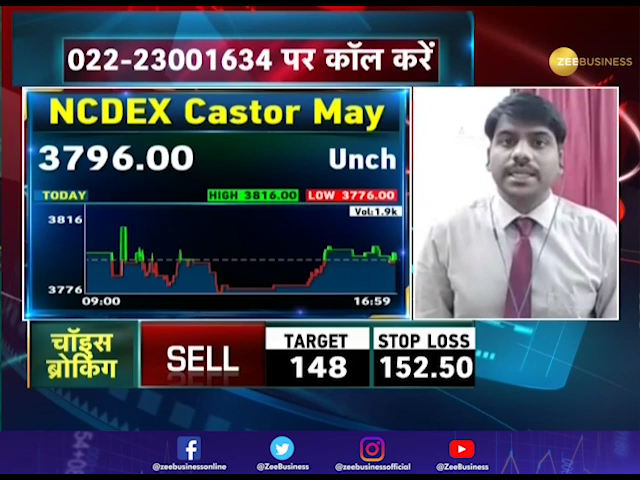 022-23001634 पर कॉल करें
ZEEBUSINESS
NCDEX Castor May
3796.00 Unch
TODAY HIGH 3816.00 LOW 3776.00
Vol:1.9k
3816
3776
09:00 16:59
चॉइस ब्रोकिंग
SELL
TARGET
148
STOP LOSS
152.50
@zeebusinessonline @ZeeBusiness @zeebusinessofficial @ZeeBusiness